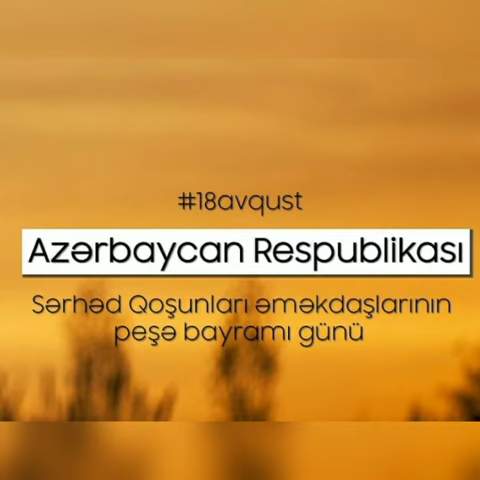 #18avqust
Azərbaycan Respublikası
Sərhəd Qoşunları əməkdaşlarının
peşə bayramı günü